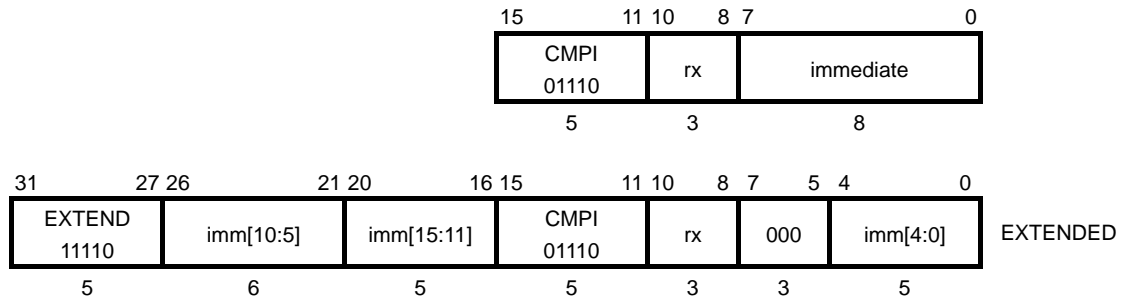 15 11 10 8 7 0
CMPI
01110 rx immediate
5 3 8
31 27 26 21 20 16 15 11 10 8 7 5 4 0
EXTEND
11110 imm[10:5] imm[15:11] CMPI
01110 rx 000 imm[4:0] EXTENDED
5 6 5 5 3 3 5